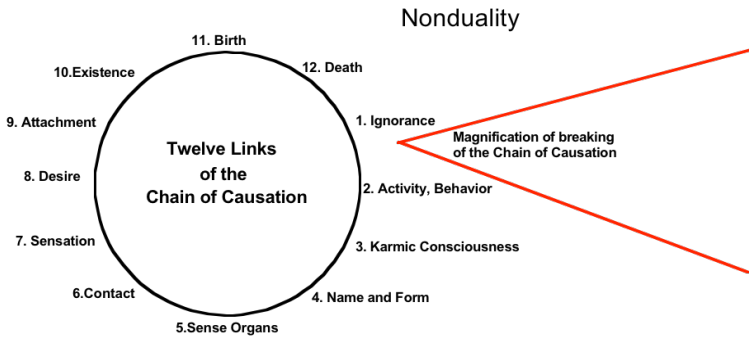 Nonduality
11. Birth
12. Death
10.Existence
1. Ignorance
9. Attachment
Magnification of breaking
of the Chain of Causation
Twelve Links
of the
Chain of Causation
8. Desire
2. Activity, Behavior
7. Sensation
3. Karmic Consciousness
6.Contact
4. Name and Form
5.Sense Organs